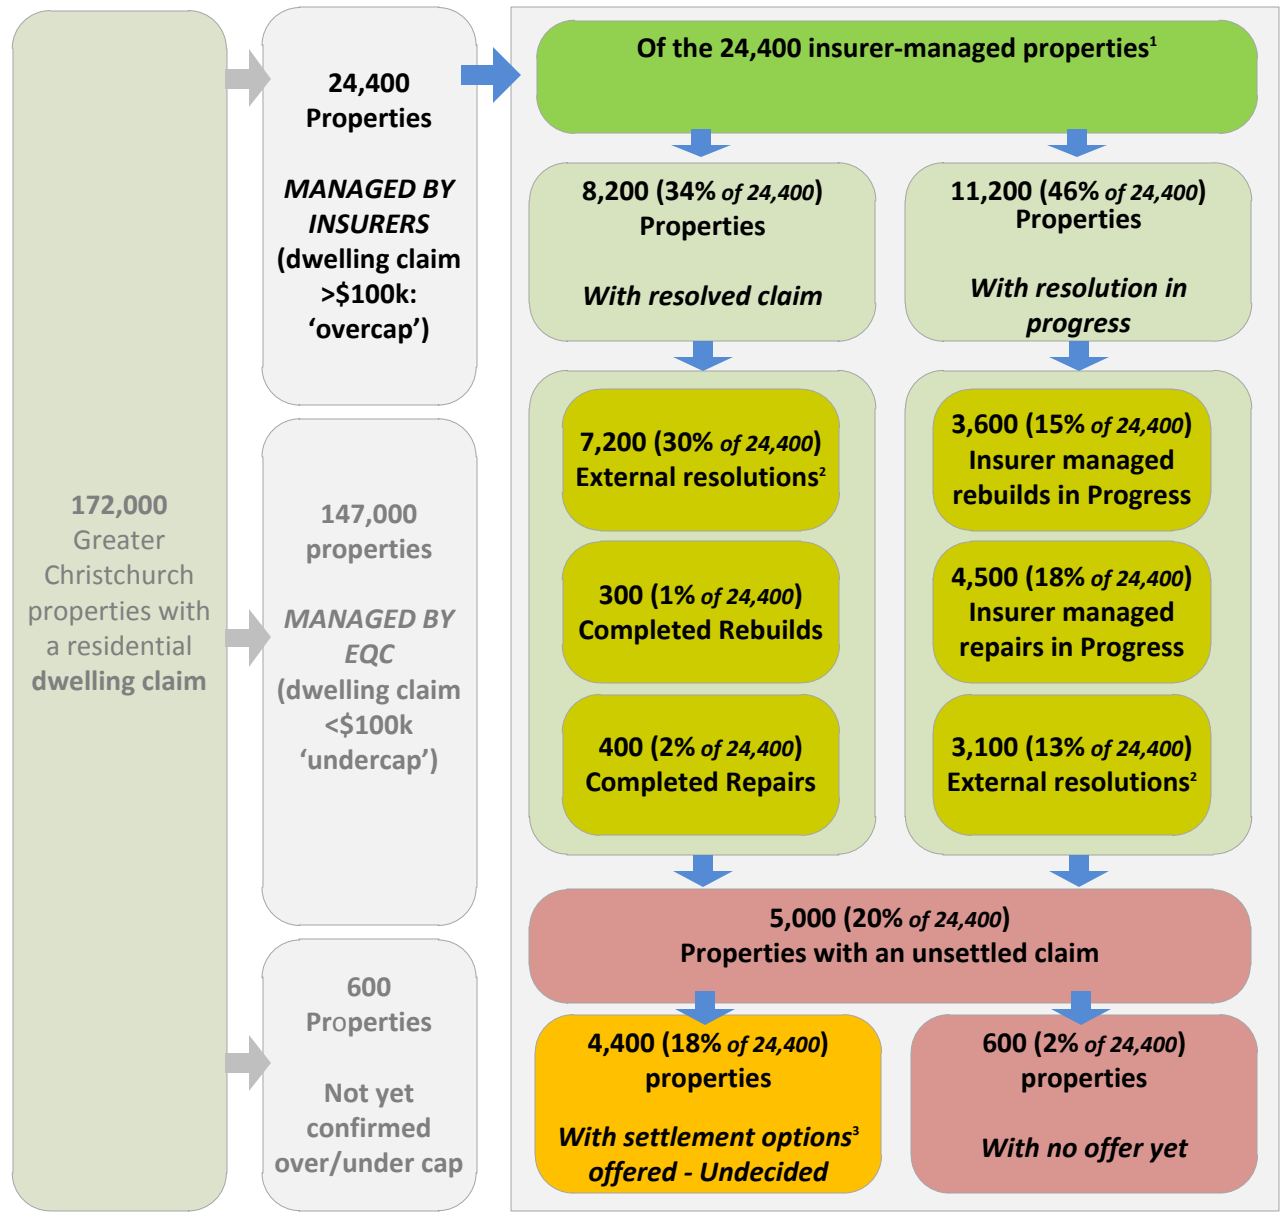 172,000
Greater
Christchurch
properties with
a residential
dwelling claim
24,400
Properties
MANAGED BY
INSURERS
(dwelling claim
>$100k:
‘overcap’)
147,000
properties
MANAGED BY
EQC
(dwelling claim
<$100k
‘undercap’)
600
Properties
Not yet
confirmed
over/under cap
Of the 24,400 insurer-managed properties¹
8,200 (34% of 24,400)
Properties
With resolved claim
11,200 (46% of 24,400)
Properties
With resolution in
progress
7,200 (30% of 24,400)
External resolutions²
300 (1% of 24,400)
Completed Rebuilds
400 (2% of 24,400)
Completed Repairs
3,600 (15% of 24,400)
Insurer managed
rebuilds in Progress
4,500 (18% of 24,400)
Insurer managed
repairs in Progress
3,100 (13% of 24,400)
External resolutions²
5,000 (20% of 24,400)
Properties with an unsettled claim
4,400 (18% of 24,400)
properties
With settlement options³
offered - Undecided
600 (2% of 24,400)
properties
With no offer yet